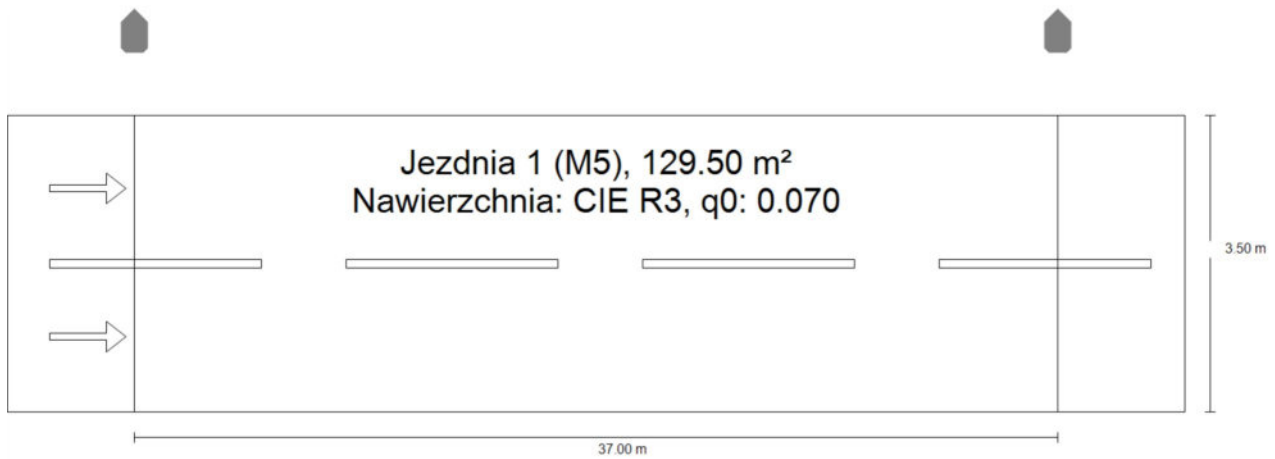 Jezdnia 1 (M5), 129.50 m²
Nawierzchnia: CIE R3, q0: 0.070
3.50 m
37.00 m